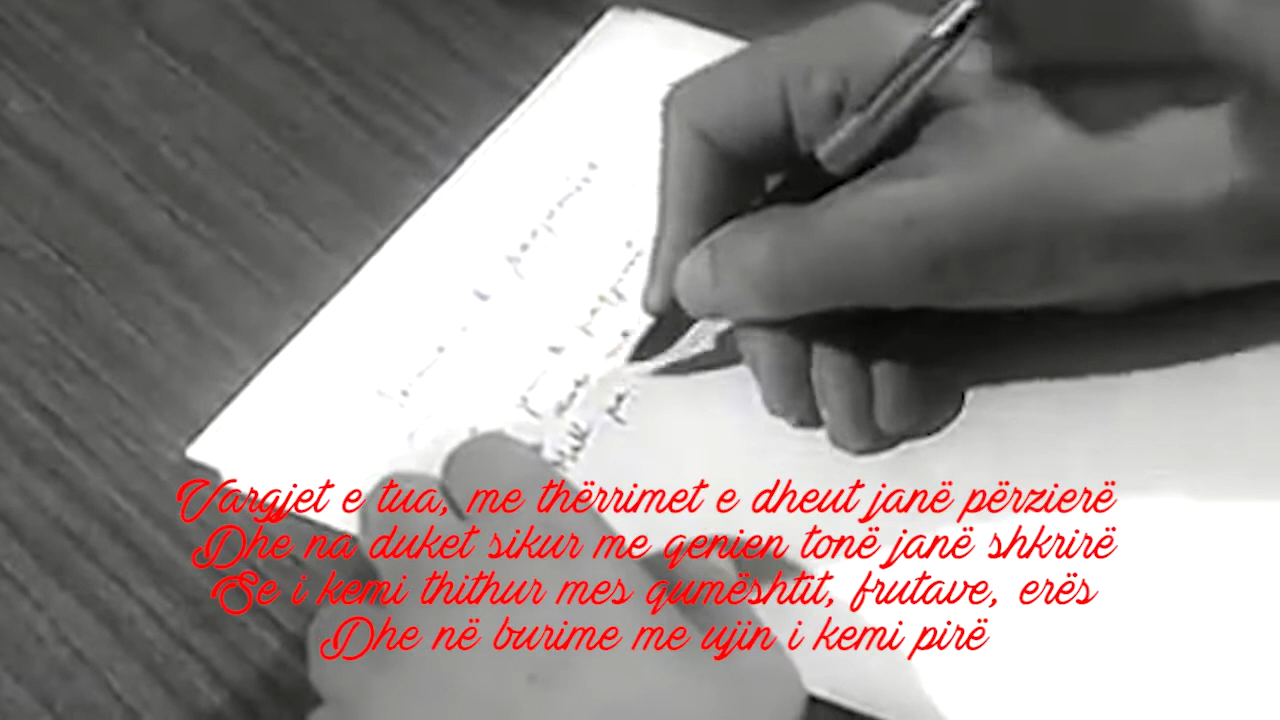 Vargjet e tua, me thërrimet e dheut janë përzierë
Dhe na duket sikur me qenien tonë janë shkrirë
Se i kemi thithur mes qumështit, frutave, erës
Dhe në burime me ujin i kemi pirë